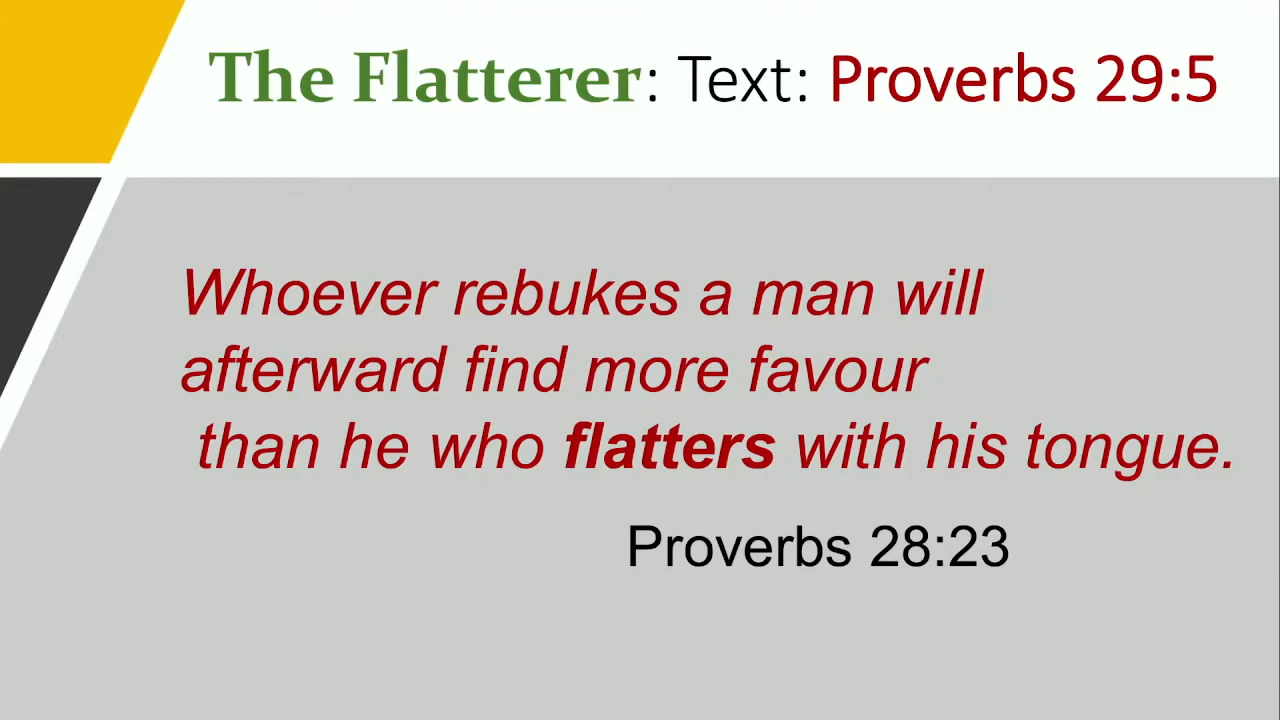 The Flatterer: Text: Proverbs 29:5
Whoever rebukes a man will
afterward find more favour
than he who flatters with his tongue.
Proverbs 28:23